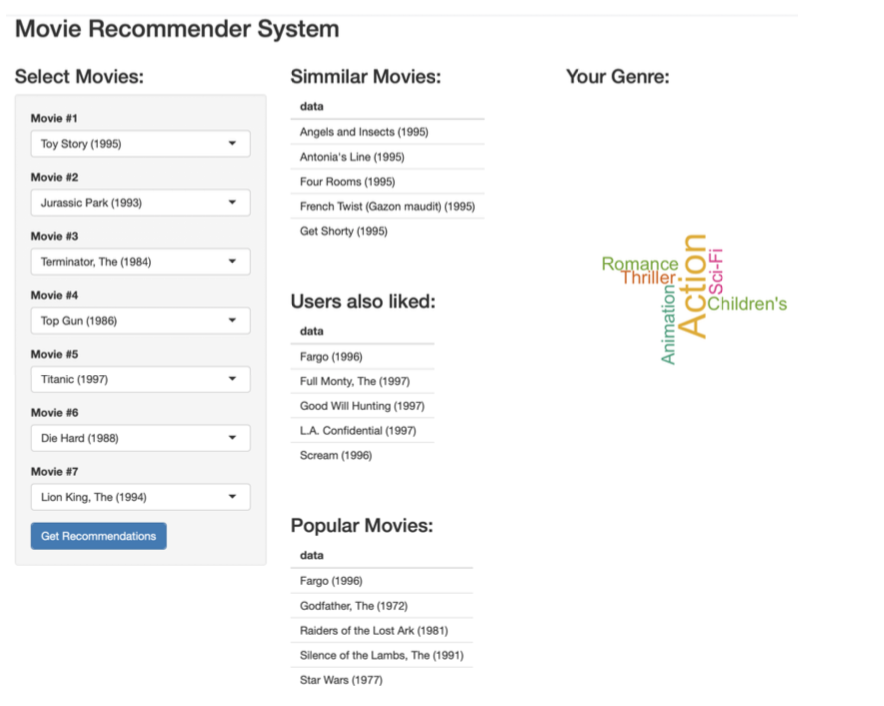 Movie Recommender System
Select Movies:
Movie #1
Toy Story (1995)
Movie #2
Jurassic Park (1993)
Movie #3
Terminator, The (1984)
Movie #4
Top Gun (1986)
Movie #5
Titanic (1997)
Movie #6
Die Hard (1988)
Movie #7
Lion King, The (1994)
Get Recommendations
Simmilar Movies:
data
Angels and Insects (1995)
Antonia's Line (1995)
Four Rooms (1995)
French Twist (Gazon maudit) (1995)
Get Shorty (1995)
Users also liked:
data
Fargo (1996)
Full Monty, The (1997)
Good Will Hunting (1997)
L.A. Confidential (1997)
Scream (1996)
Popular Movies:
data
Fargo (1996)
Godfather, The (1972)
Raiders of the Lost Ark (1981)
Silence of the Lambs, The (1991)
Star Wars (1977)
Your Genre:
Romance
Thriller
Animation
Action
Sci-Fi
Children's